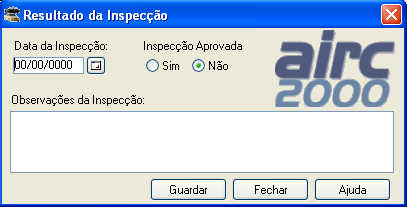 Resultado da Inspecção
Data da Inspecção:
Inspecção Aprovada
00/00/0000
Sim
Não
airc
2000
Observações da Inspecção:
Guardar
Fechar
Ajuda